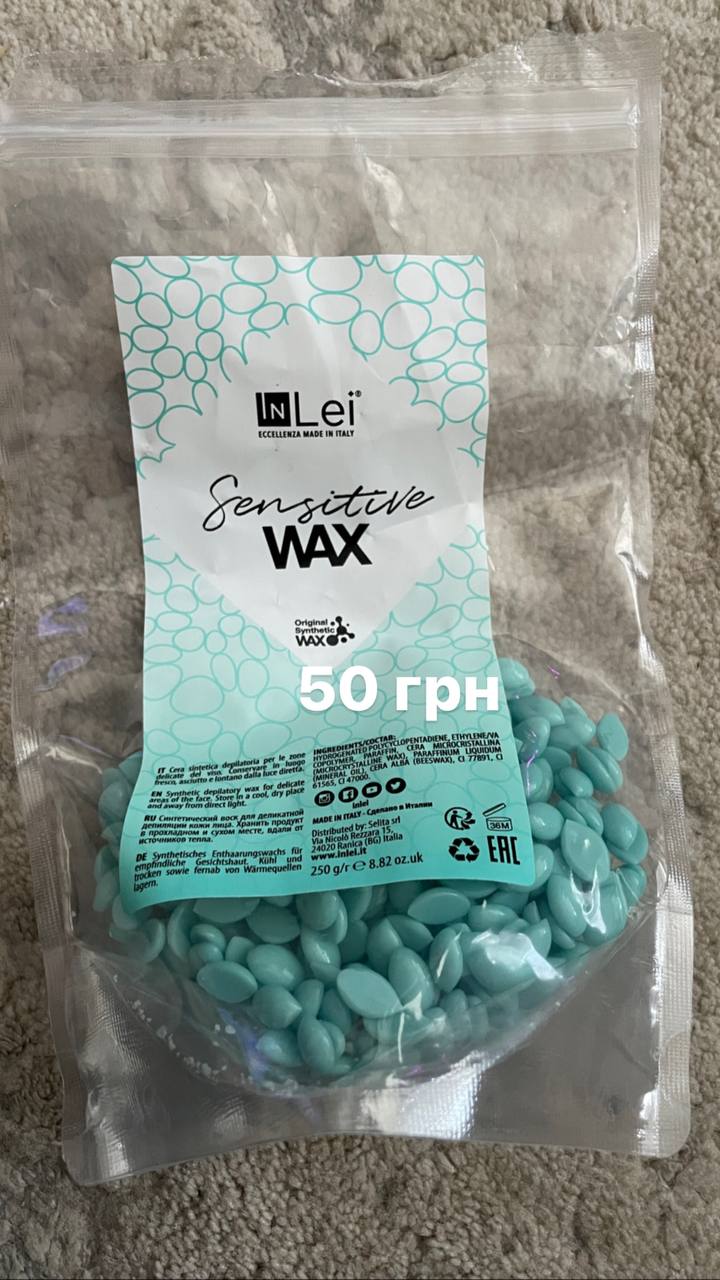 INLei®
ECCELLENZA MADE IN ITALY
Sensitive
WAX
Original
Synthetic
WAX
50 грн
IT Cera sintetica depilatoria per le zone
delicate del viso. Conservare in luogo
fresco, asciutto e lontano dalla luce diretta.
EN Synthetic depilatory wax for delicate
areas of the face. Store in a cool, dry place
and away from direct light.
RU Синтетический воск для деликатной
депиляции кожи лица. Хранить продукт
в прохладном и сухом месте, вдали от
источников тепла.
DE Synthetisches Enthaarungswachs für
empfindliche Gesichtshaut. Kühl und
trocken sowie fernab von Wärmequellen
lagern.
INGREDIENTS/СОСТАВ:
HYDROGENATED POLYCYCLOPENTADIENE, ETHYLENE/VA
COPOLYMER, PARAFFIN, CERA MICROCRISTALLINA
(MICROCRYSTALLINE WAX), PARAFFINUM LIQUIDUM
(MINERAL OIL), CERA ALBA (BEESWAX), CI 77891, CI
61565, CI 47000.
inlei
MADE IN ITALY - Сделано в Италии
Distributed by: Selita srl
Via Nicolò Rezzara 15,
24020 Ranica (BG) Italia
www.inlei.it
250 g/r ℮ 8.82 oz.uk
36M
EAC